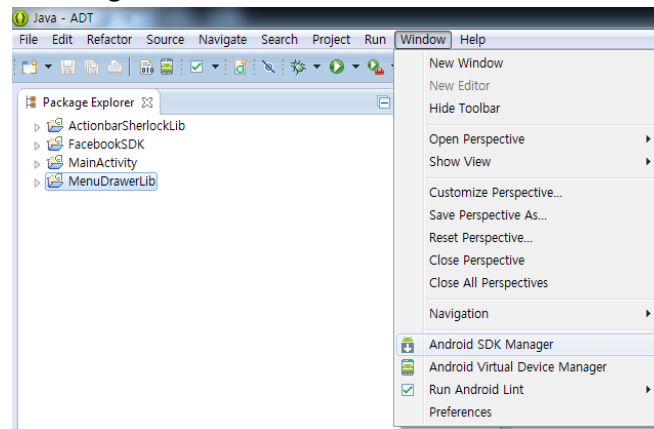 Java - ADT
File Edit Refactor Source Navigate Search Project Run Window Help
Package Explorer
ActionbarSherlockLib
FacebookSDK
MainActivity
MenuDrawerLib
New Window
New Editor
Hide Toolbar
Open Perspective
Show View
Customize Perspective...
Save Perspective As...
Reset Perspective...
Close Perspective
Close All Perspectives
Navigation
Android SDK Manager
Android Virtual Device Manager
Run Android Lint
Preferences